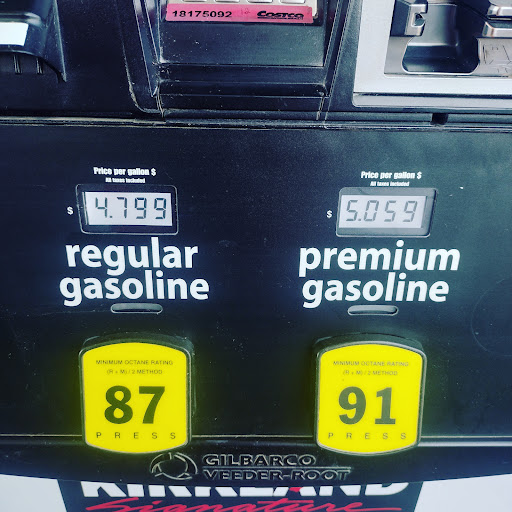 18175092 Costco
Price per gallon $
All taxes included
$ 4.799
regular
gasoline
Price per gallon $
All taxes included
$ 5.059
premium
gasoline
MINIMUM OCTANE RATING
(R + M) / 2 METHOD
87
PRESS
MINIMUM OCTANE RATING
(R + M) / 2 METHOD
91
PRESS
GILBARCO
VEEDER-ROOT
KIRKLAND
Signature